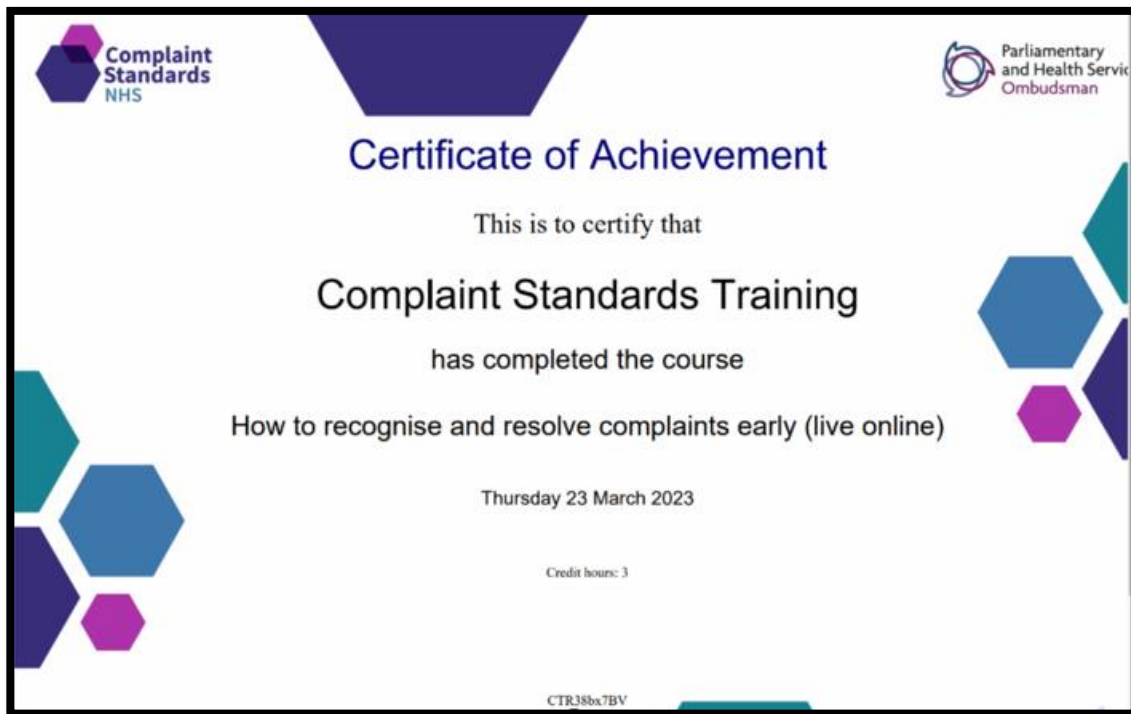 Complaint
Standards
NHS
Parliamentary
and Health Servic
Ombudsman
Certificate of Achievement
This is to certify that
Complaint Standards Training
has completed the course
How to recognise and resolve complaints early (live online)
Thursday 23 March 2023
Credit hours: 3
CTR38bx7BV